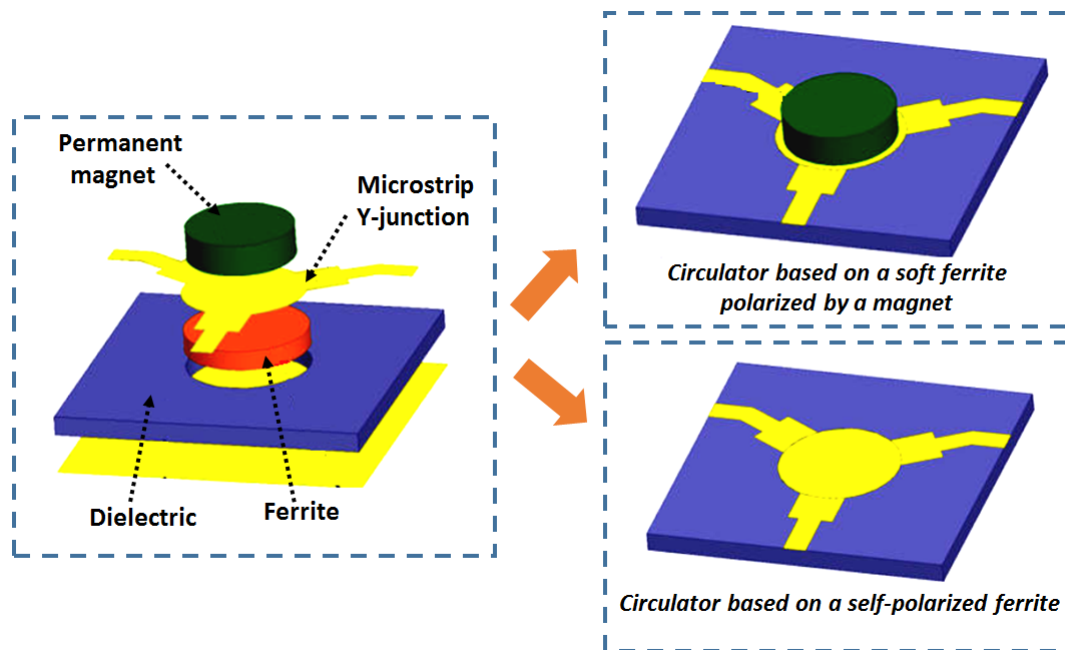 Permanent
magnet
Microstrip
Y-junction
Dielectric
Ferrite
Circulator based on a soft ferrite
polarized by a magnet
Circulator based on a self-polarized ferrite